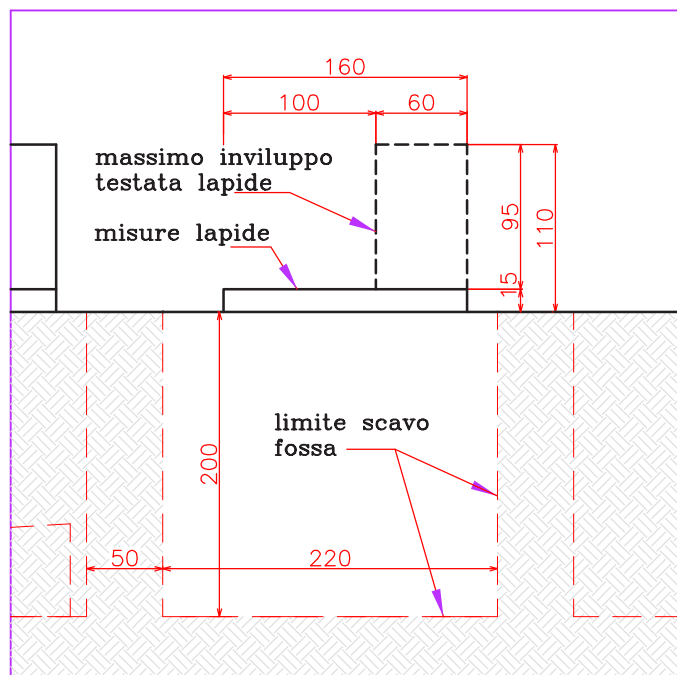 160
100
60
massimo inviluppo
testata lapide
95
110
misure lapide
15
limite scavo
fossa
200
50
220